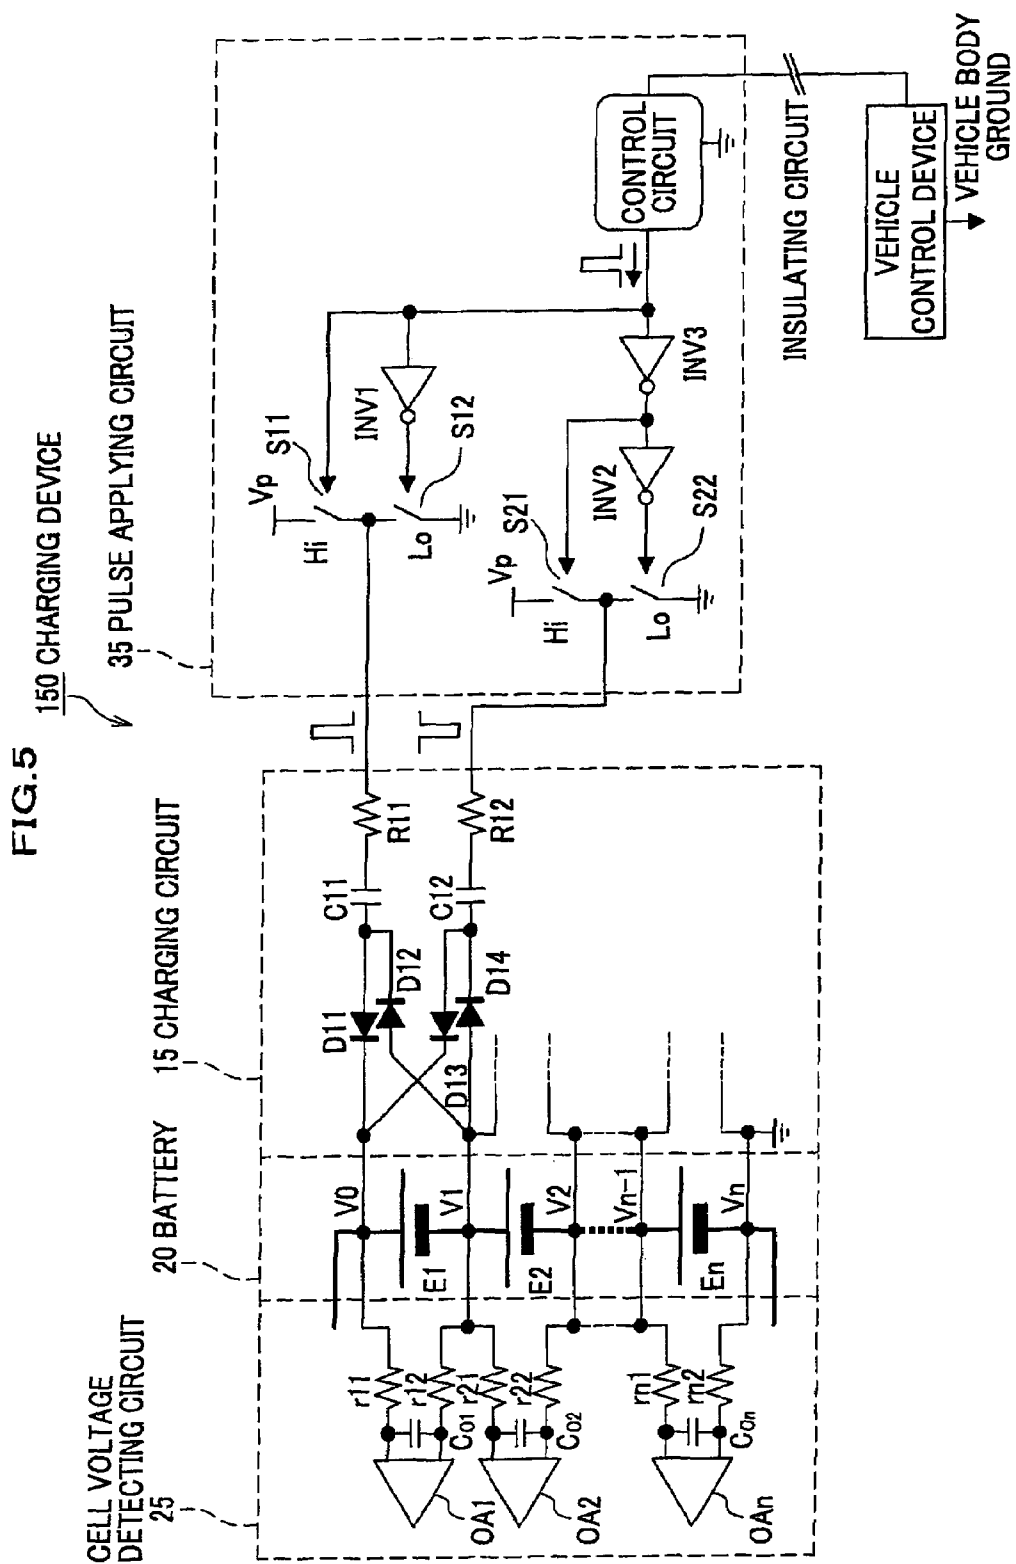 FIG.5
150 CHARGING DEVICE
CELL VOLTAGE
DETECTING CIRCUIT
25
20 BATTERY
15 CHARGING CIRCUIT
35 PULSE APPLYING CIRCUIT
V0
D11
C11
R11
D12
Vp
S11
Hi
Lo
INV1
S12
r11
r12
E1
V1
D13
D14
C12
R12
OA1
C01
r21
r22
E2
V2
Vp
S21
Hi
Lo
INV2
S22
INV3
CONTROL
CIRCUIT
OA2
C02
Vn-1
rn1
rn2
En
Vn
OAn
C0n
INSULATING CIRCUIT
VEHICLE
CONTROL DEVICE
VEHICLE BODY
GROUND